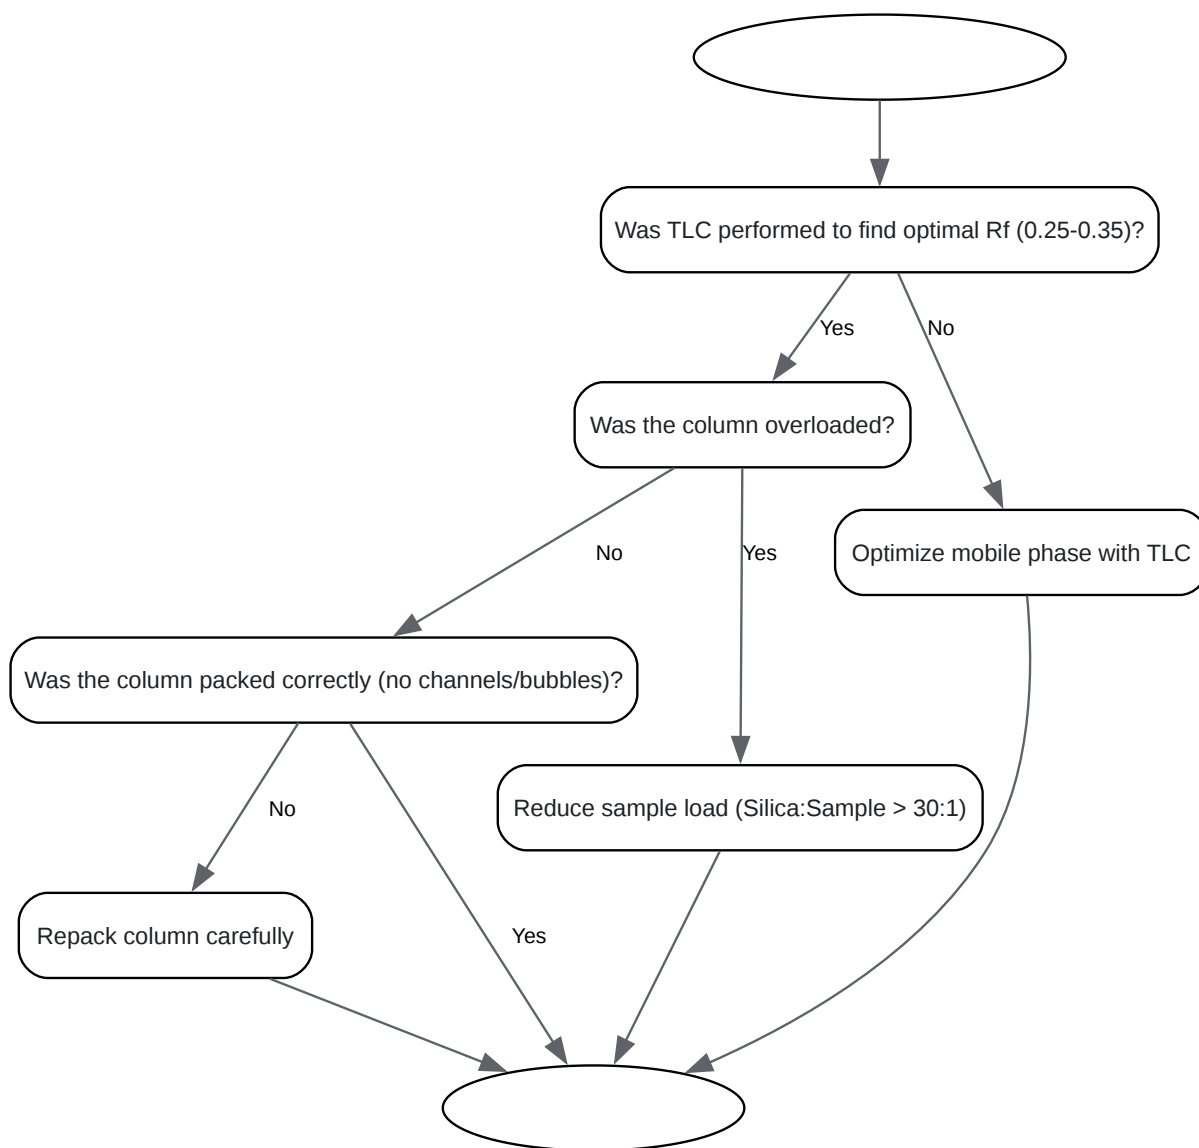 Was TLC performed to find optimal Rf (0.25-0.35)?
Yes
No
Was the column overloaded?
No
Yes
Optimize mobile phase with TLC
Was the column packed correctly (no channels/bubbles)?
No
Reduce sample load (Silica:Sample > 30:1)
Repack column carefully
Yes